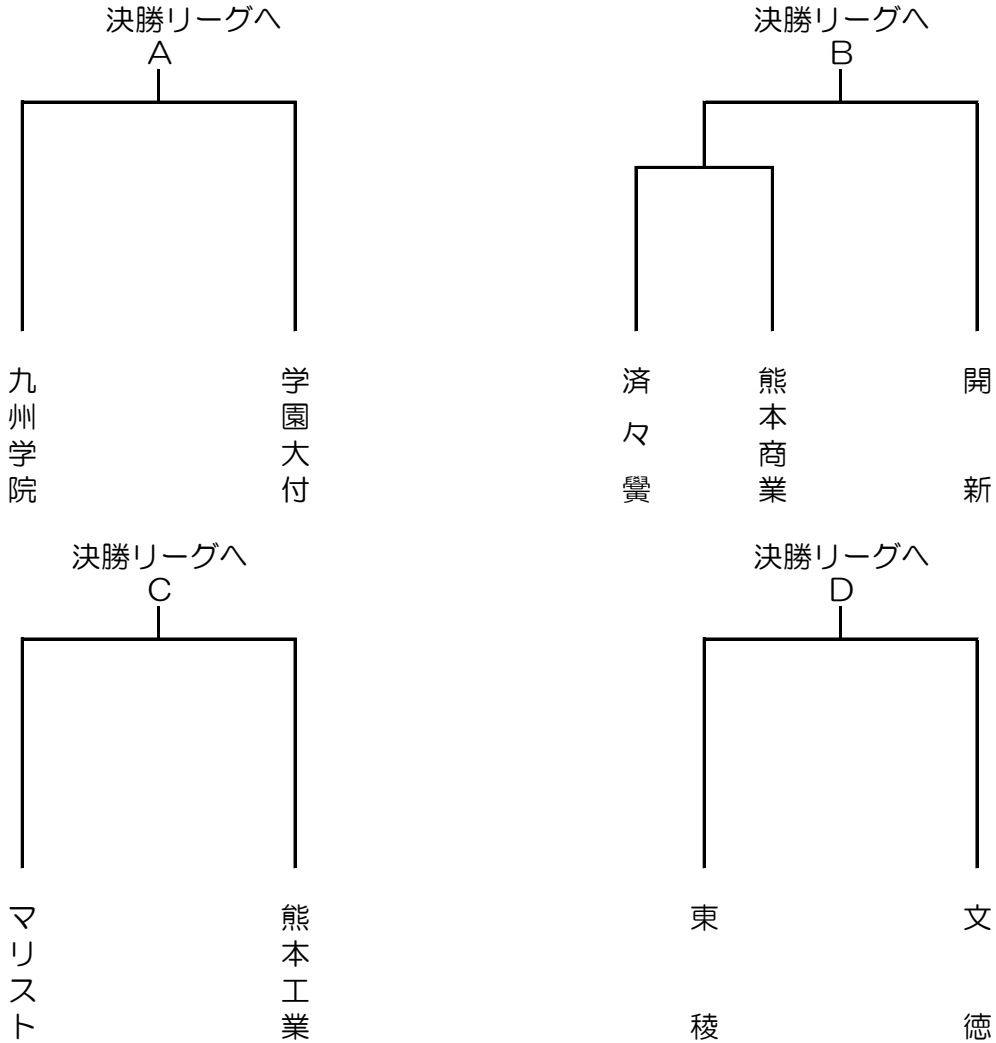 決勝リーグへ
A
九州学院
学園大付
決勝リーグへ
B
済々黌
熊本商業
開新
決勝リーグへ
C
マリスト
熊本工業
決勝リーグへ
D
東稜
文徳